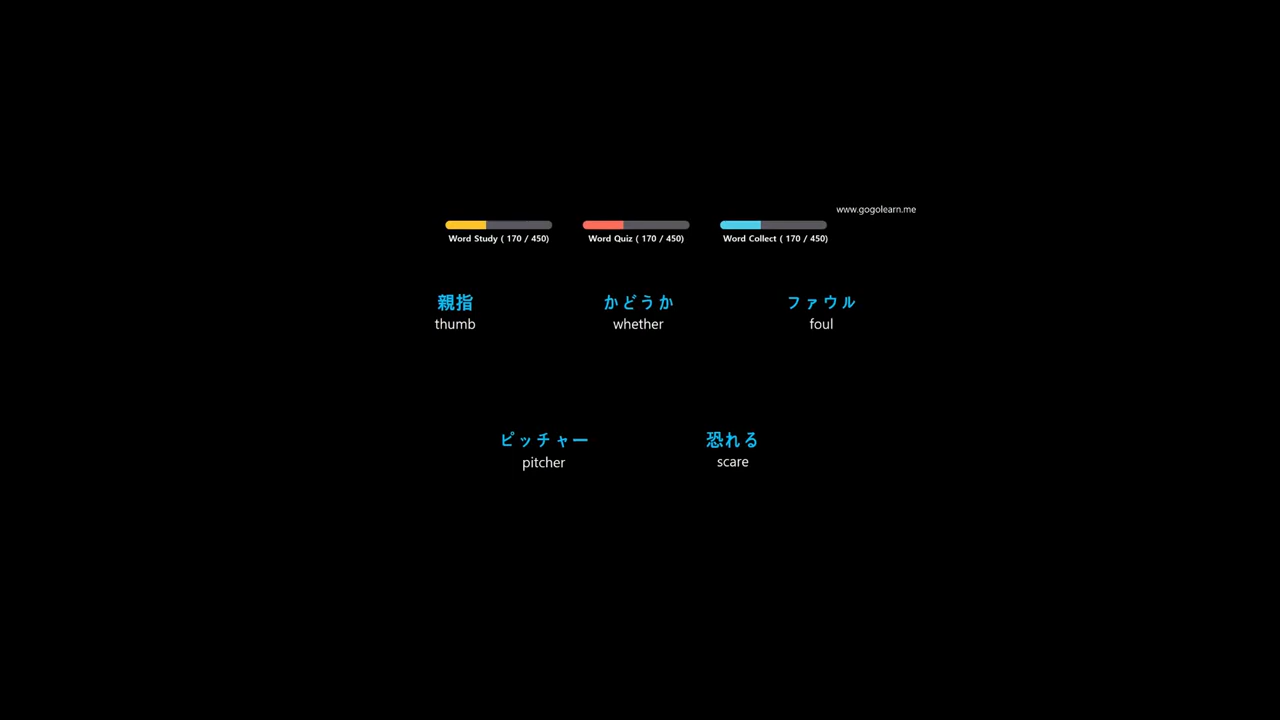 www.gogolearn.me
Word Study ( 170 / 450)
Word Quiz ( 170 / 450)
Word Collect ( 170 / 450)
親指
thumb
かどうか
whether
ファウル
foul
ピッチャー
pitcher
恐れる
scare